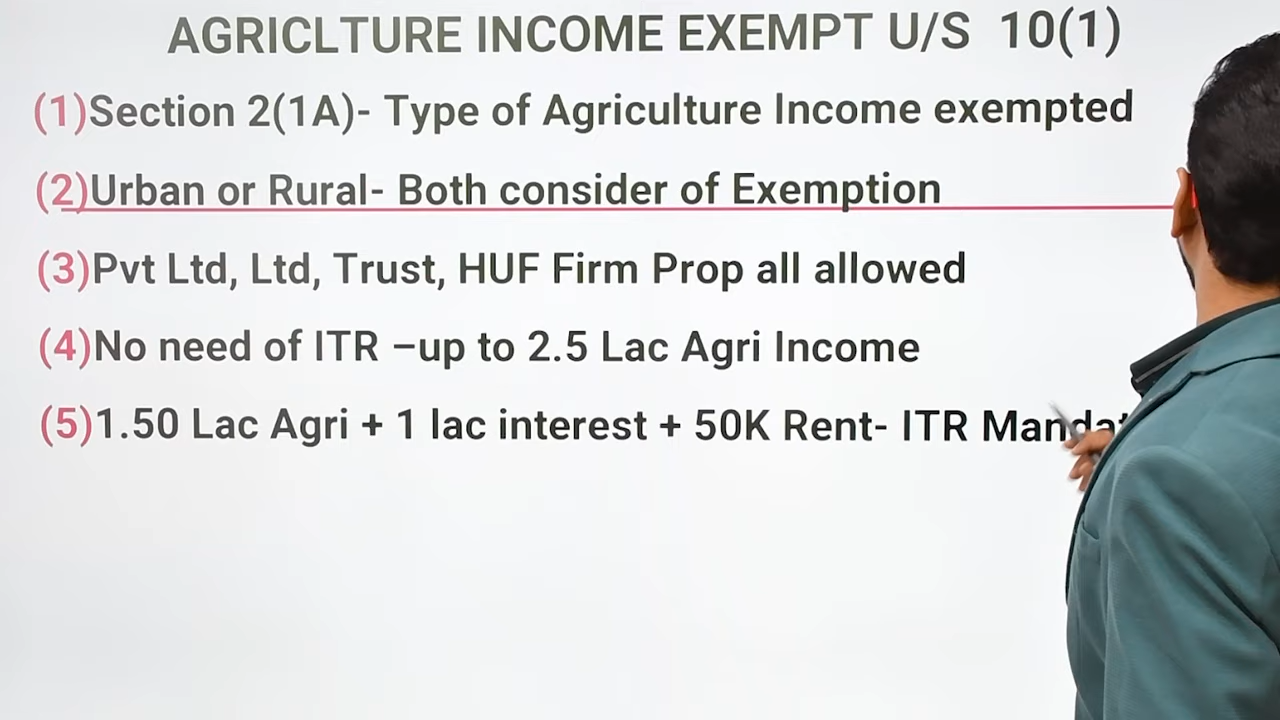 AGRICLTURE INCOME EXEMPT U/S 10(1)
(1)Section 2(1A)- Type of Agriculture Income exempted
(2)Urban or Rural- Both consider of Exemption
(3)Pvt Ltd, Ltd, Trust, HUF Firm Prop all allowed
(4)No need of ITR –up to 2.5 Lac Agri Income
(5)1.50 Lac Agri + 1 lac interest + 50K Rent- ITR